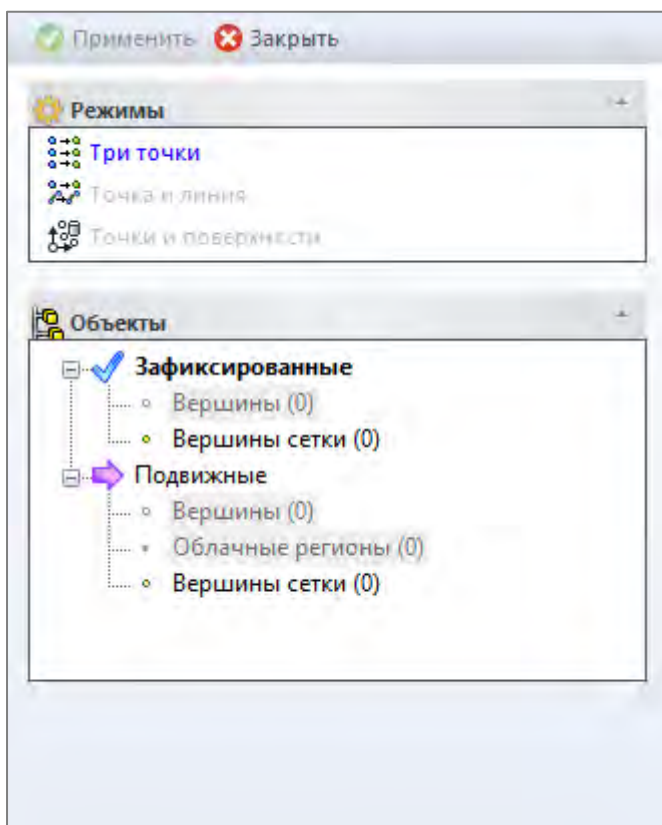 Применить Закрыть
Режимы
Три точки
Точка и линия
Точки и поверхности
Объекты
Зафиксированные
Вершины (0)
Вершины сетки (0)
Подвижные
Вершины (0)
Облачные регионы (0)
Вершины сетки (0)